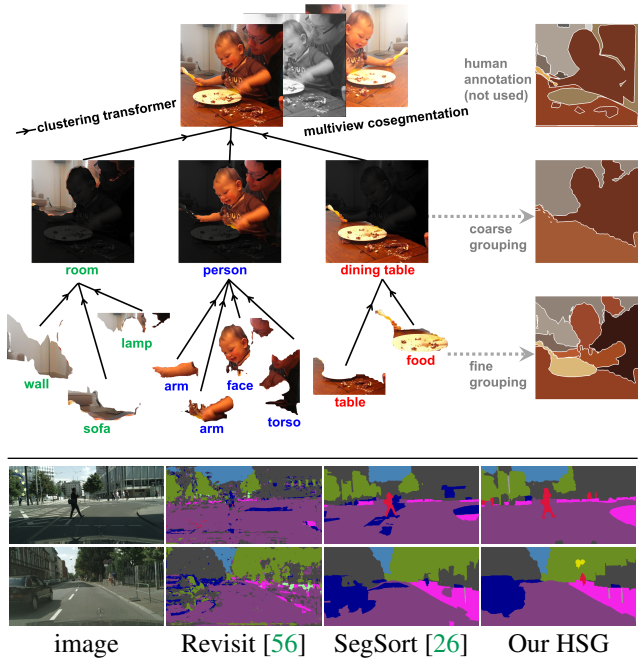 human
annotation
(not used)
clustering transformer
multiview cosegmentation
coarse
grouping
room
person
dining table
lamp
wall
sofa
arm
face
arm
torso
food
table
fine
grouping
image
Revisit [56]
SegSort [26]
Our HSG